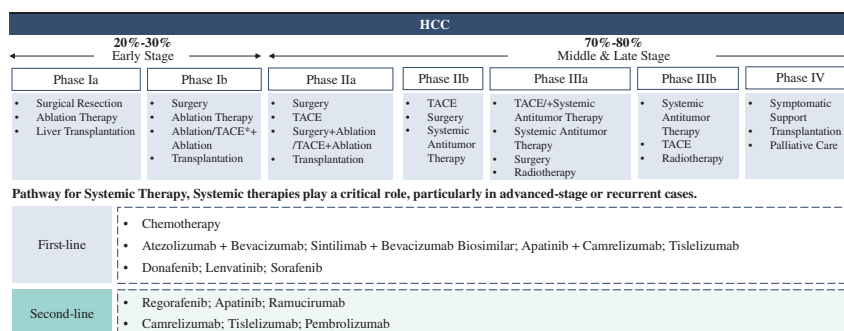 HCC
20%-30%
Early Stage
70%-80%
Middle & Late Stage
Phase Ia
Phase Ib
Phase IIa
Phase IIb
Phase IIIa
Phase IIIb
Phase IV
• Surgical Resection
• Ablation Therapy
• Liver Transplantation
• Surgery
• Ablation Therapy
• Ablation/TACE*+
Ablation
• Transplantation
• Surgery
• TACE
• Surgery+Ablation
/TACE+Ablation
• Transplantation
• TACE
• Surgery
• Systemic
Antitumor
Therapy
• TACE/+Systemic
Antitumor Therapy
• Systemic Antitumor
Therapy
• Surgery
• Radiotherapy
• Systemic
Antitumor
Therapy
• TACE
• Radiotherapy
• Symptomatic
Support
• Transplantation
• Palliative Care
Pathway for Systemic Therapy, Systemic therapies play a critical role, particularly in advanced-stage or recurrent cases.
First-line
• Chemotherapy
• Atezolizumab + Bevacizumab; Sintilimab + Bevacizumab Biosimilar; Apatinib + Camrelizumab; Tislelizumab
• Donafenib; Lenvatinib; Sorafenib
Second-line
• Regorafenib; Apatinib; Ramucirumab
• Camrelizumab; Tislelizumab; Pembrolizumab